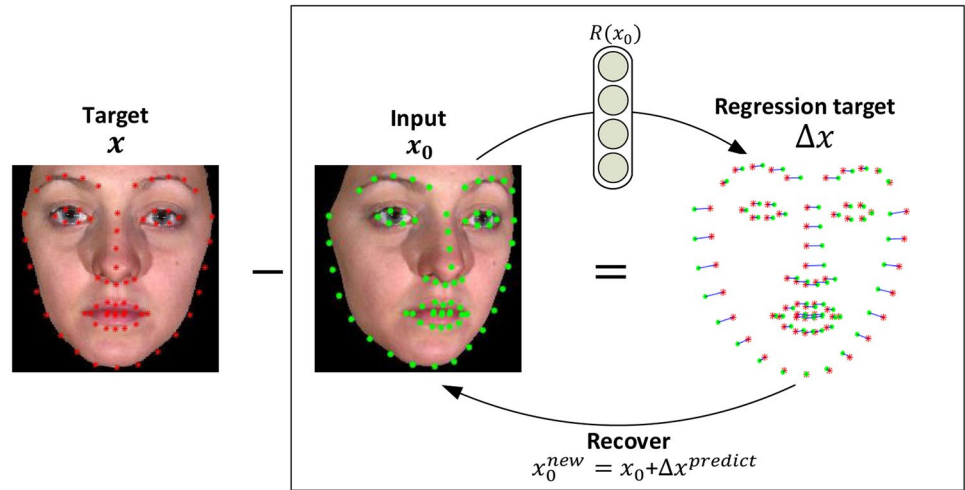 Target
x
Input
x₀
R(x₀)
Regression target
Δx
−
=
Recover
x₀ⁿᵉʷ = x₀+Δxᵖʳᵉᵈⁱᶜᵗ